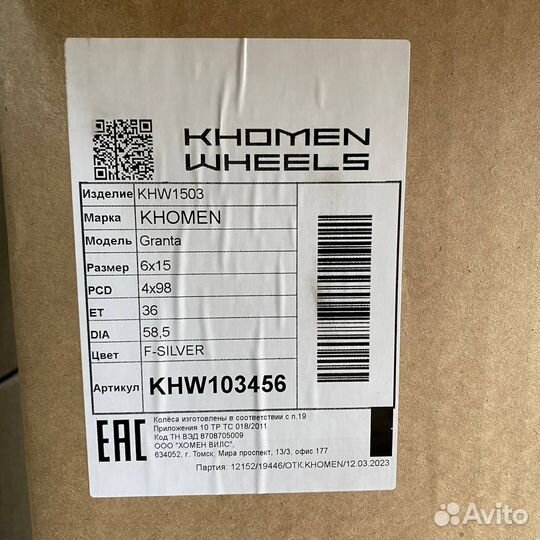 KHOMEN
WHEELS
Изделие KHW1503
Марка KHOMEN
Модель Granta
Размер 6x15
PCD 4x98
ET 36
DIA 58,5
Цвет F-SILVER
Артикул KHW103456
EAC
Колёса изготовлены в соответствии с п.19
Приложения 10 ТР ТС 018/2011
Код ТН ВЭД 8708705009
ООО "ХОМЕН ВИЛС",
634052, г. Томск, Мира проспект, 13/3, офис 177
Партия: 12152/19446/ОТК.KHOMEN/12.03.2023
Avito